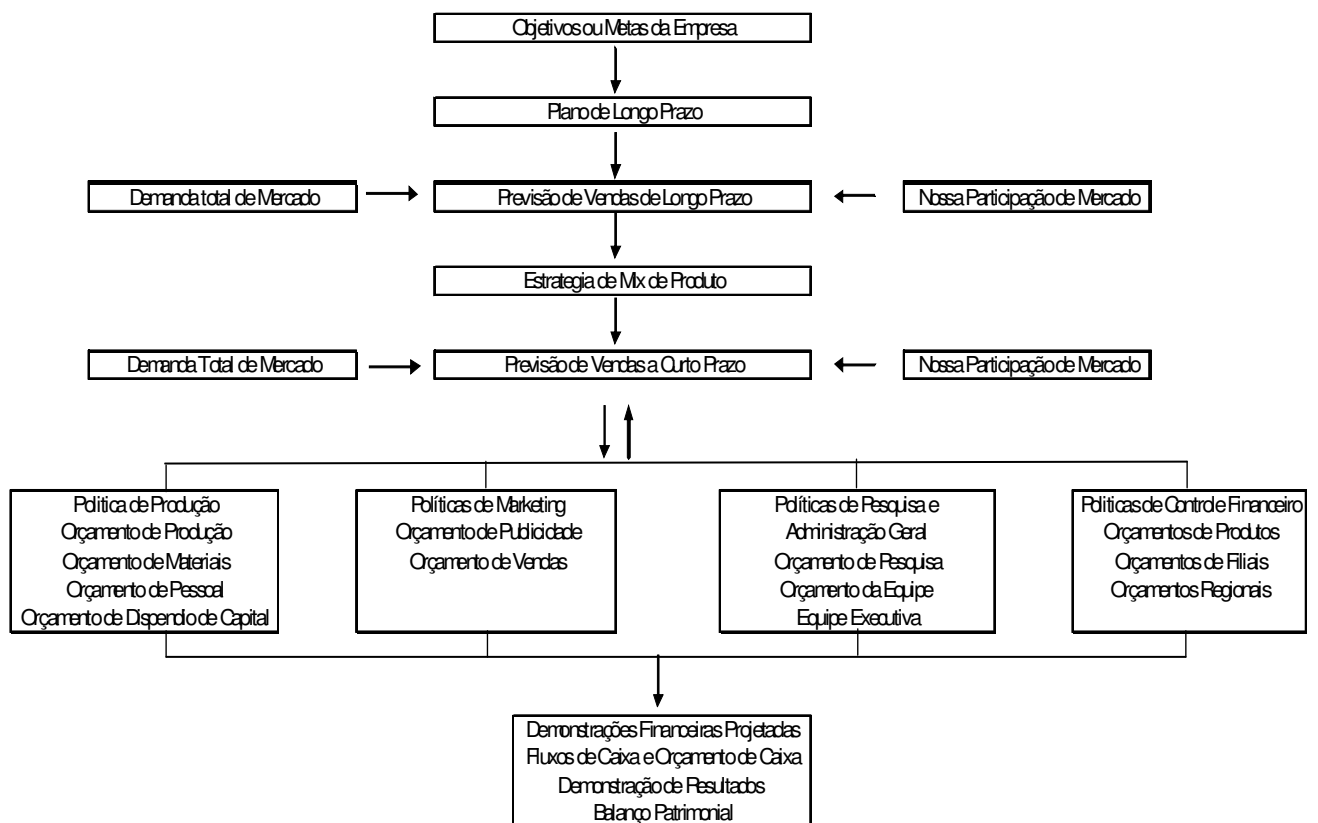 Objetivos ou Metas da Empresa
Plano de Longo Prazo
Demanda total de Mercado
Previsão de Vendas de Longo Prazo
Nossa Participação de Mercado
Estrategia de Mix de Produto
Demanda Total de Mercado
Previsão de Vendas a Curto Prazo
Nossa Participação de Mercado
Politica de Produção
Orçamento de Produção
Orçamento de Materiais
Orçamento de Pessoal
Orçamento de Dispendio de Capital
Políticas de Marketing
Orçamento de Publicidade
Orçamento de Vendas
Políticas de Pesquisa e
Administração Geral
Orçamento de Pesquisa
Orçamento da Equipe
Equipe Executiva
Politicas de Controle Financeiro
Orçamentos de Produtos
Orçamentos de Filiais
Orçamentos Regionais
Demonstrações Financeiras Projetadas
Fluxos de Caixa e Orçamento de Caixa
Demonstração de Resultados
Balanço Patrimonial